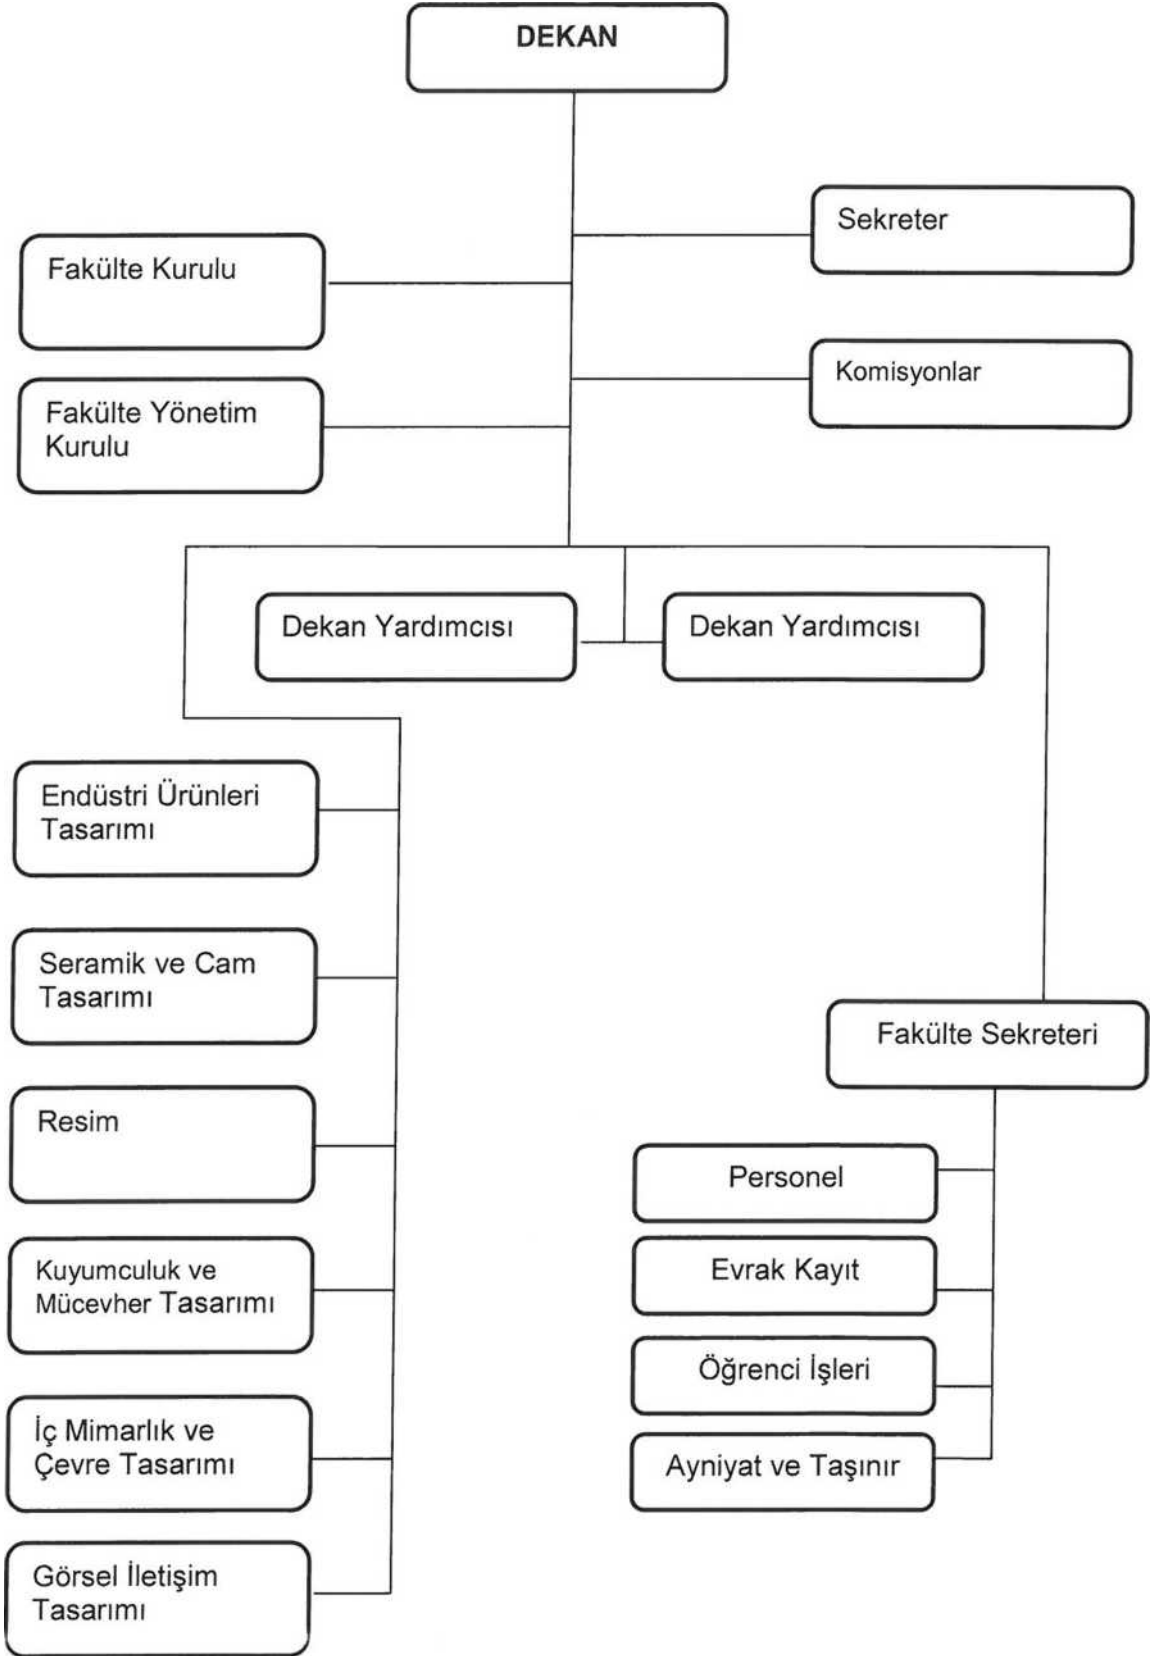 DEKAN
Sekreter
Fakülte Kurulu
Komisyonlar
Fakülte Yönetim
Kurulu
Dekan Yardımcısı
Dekan Yardımcısı
Endüstri Ürünleri
Tasarımı
Seramik ve Cam
Tasarımı
Fakülte Sekreteri
Resim
Personel
Kuyumculuk ve
Mücevher Tasarımı
Evrak Kayıt
Öğrenci İşleri
İç Mimarlık ve
Çevre Tasarımı
Ayniyat ve Taşınır
Görsel İletişim
Tasarımı